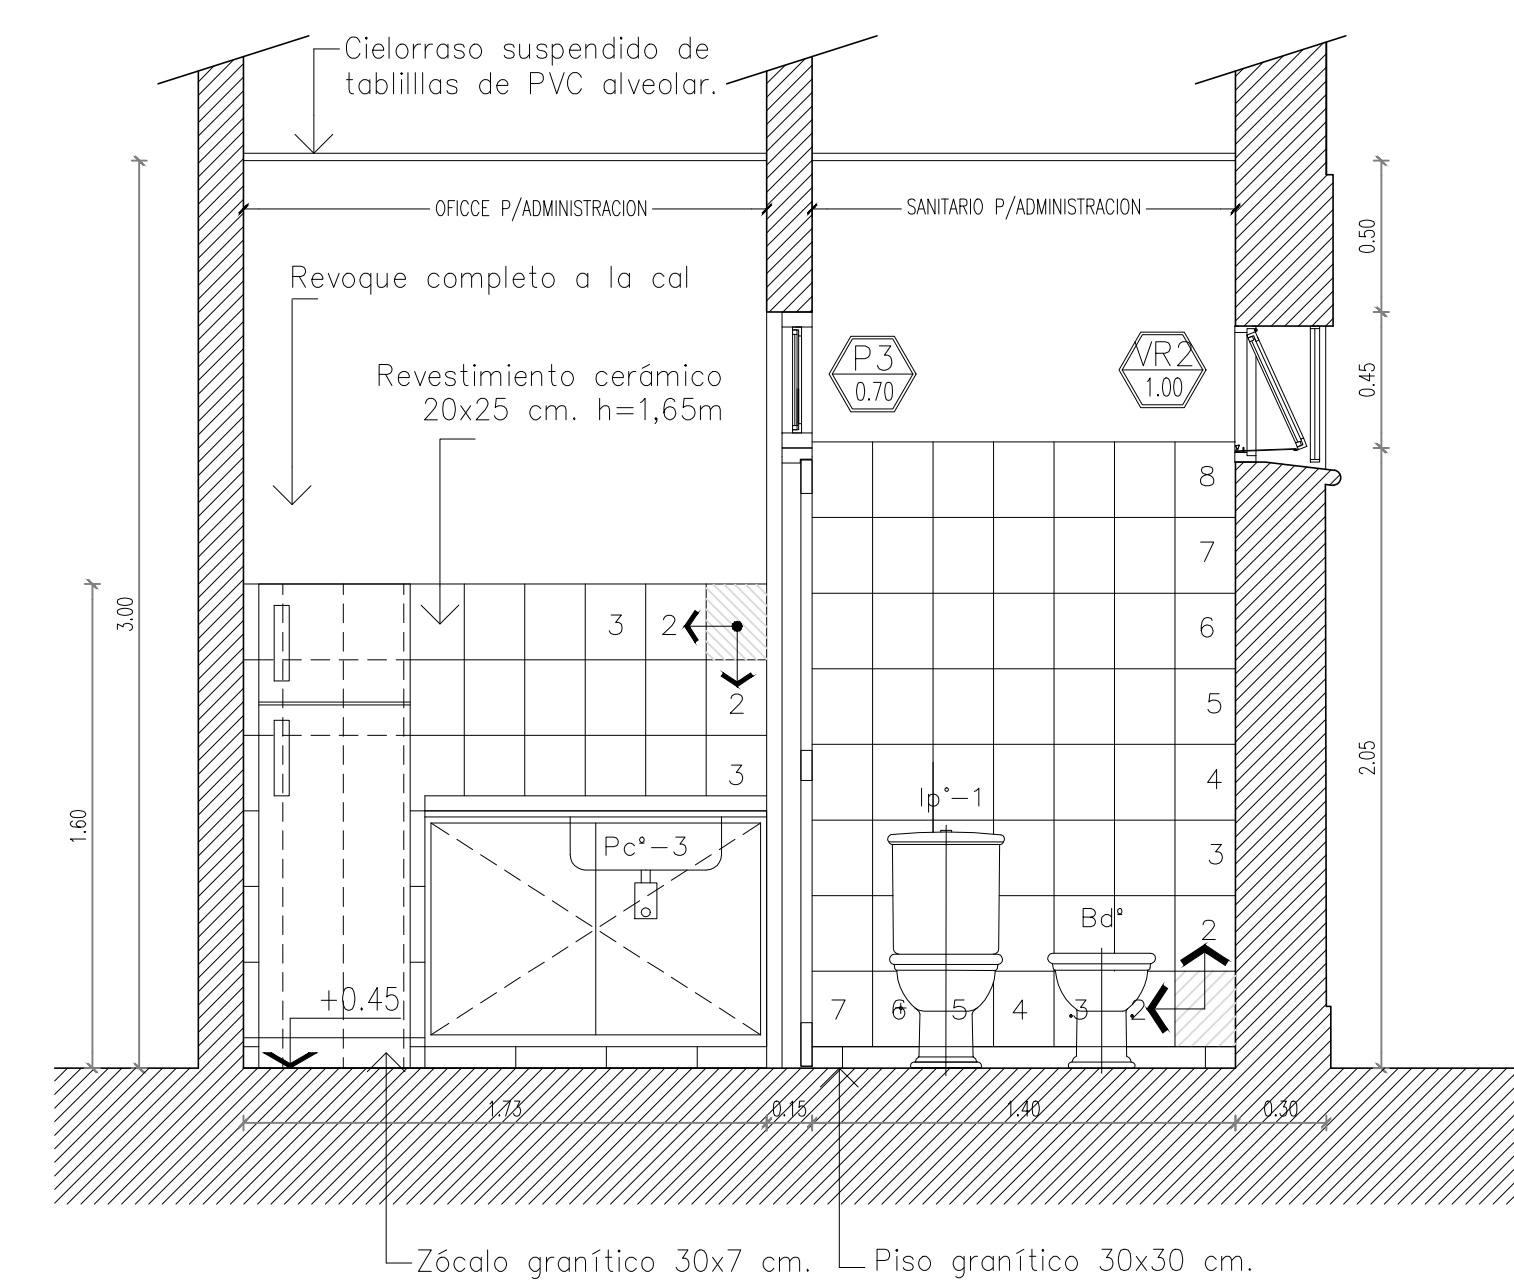 Cielorraso suspendido de
tablilllas de PVC alveolar.
OFICCE P/ADMINISTRACION
SANITARIO P/ADMINISTRACION
0.50
Revoque completo a la cal
P3
0.70
VR2
1.00
0.45
Revestimiento cerámico
20x25 cm. h=1,65m
8
7
6
5
4
3
2
3.00
3 2
2
3
2.05
1.60
Ip°-1
Pcº-3
Bdº
+0.45
7 6 5 4 3 2
1.73
0.15
1.40
0.30
Zócalo granítico 30x7 cm.
Piso granítico 30x30 cm.